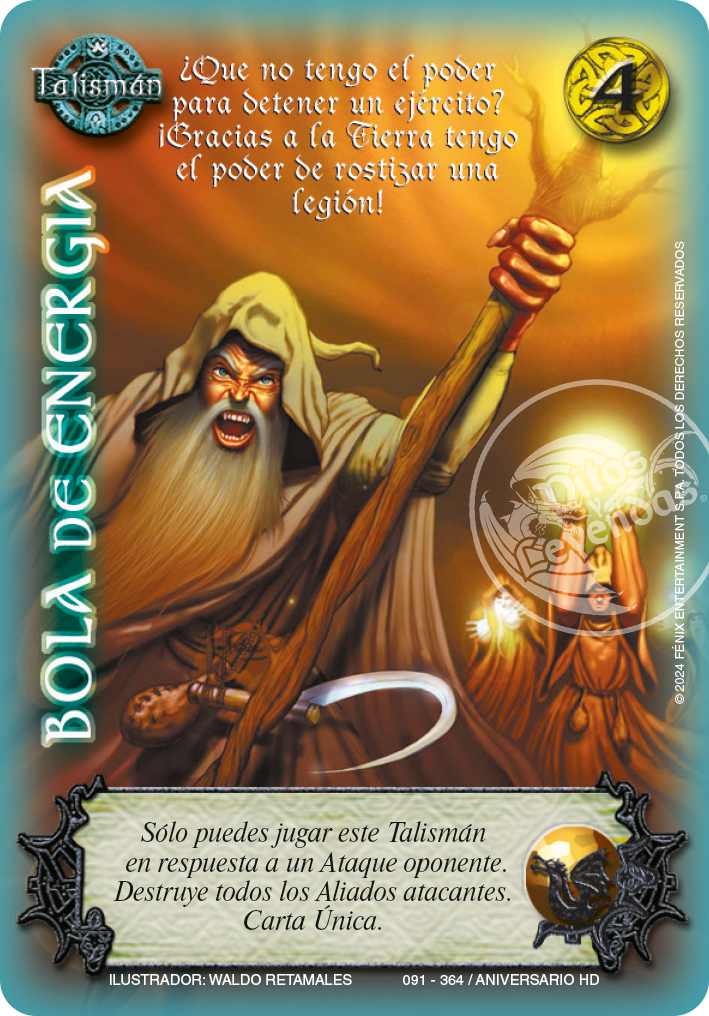 Talismán
¿Que no tengo el poder
para detener un ejército?
¡Gracias a la Tierra tengo
el poder de rostizar una
legión!
4
BOLA DE ENERGIA
Mitos y
Leyendas®
©2024 FÉNIX ENTERTAINMENT S.PA. TODOS LOS DERECHOS RESERVADOS
Sólo puedes jugar este Talismán
en respuesta a un Ataque oponente.
Destruye todos los Aliados atacantes.
Carta Única.
ILUSTRADOR: WALDO RETAMALES 091 - 364 / ANIVERSARIO HD